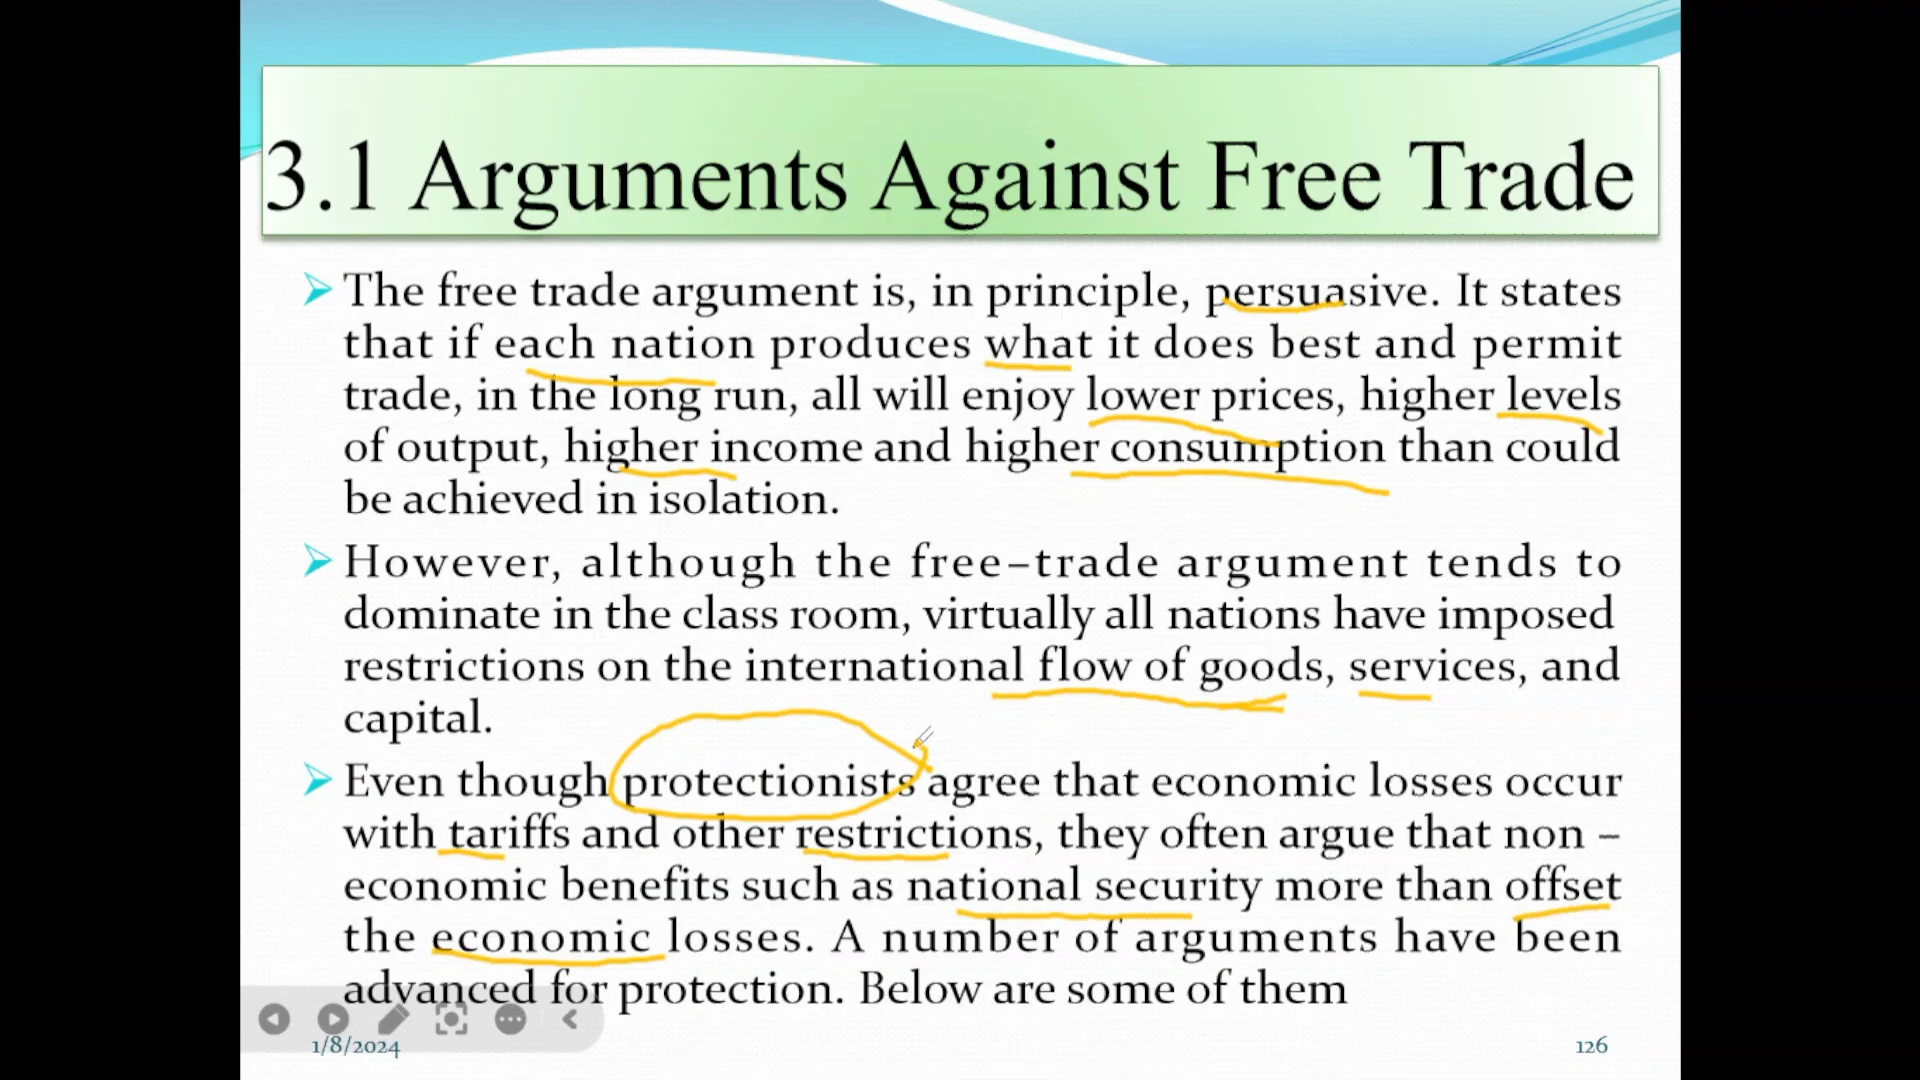 3.1 Arguments Against Free Trade
The free trade argument is, in principle, persuasive. It states
that if each nation produces what it does best and permit
trade, in the long run, all will enjoy lower prices, higher levels
of output, higher income and higher consumption than could
be achieved in isolation.
However, although the free–trade argument tends to
dominate in the class room, virtually all nations have imposed
restrictions on the international flow of goods, services, and
capital.
Even though protectionists agree that economic losses occur
with tariffs and other restrictions, they often argue that non –
economic benefits such as national security more than offset
the economic losses. A number of arguments have been
advanced for protection. Below are some of them
1/8/2024
126